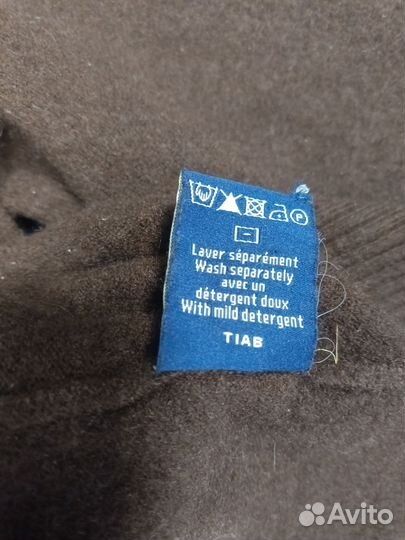 P
Laver séparément
Wash separately
avec un
détergent doux
With mild detergent
TIAB
Avito